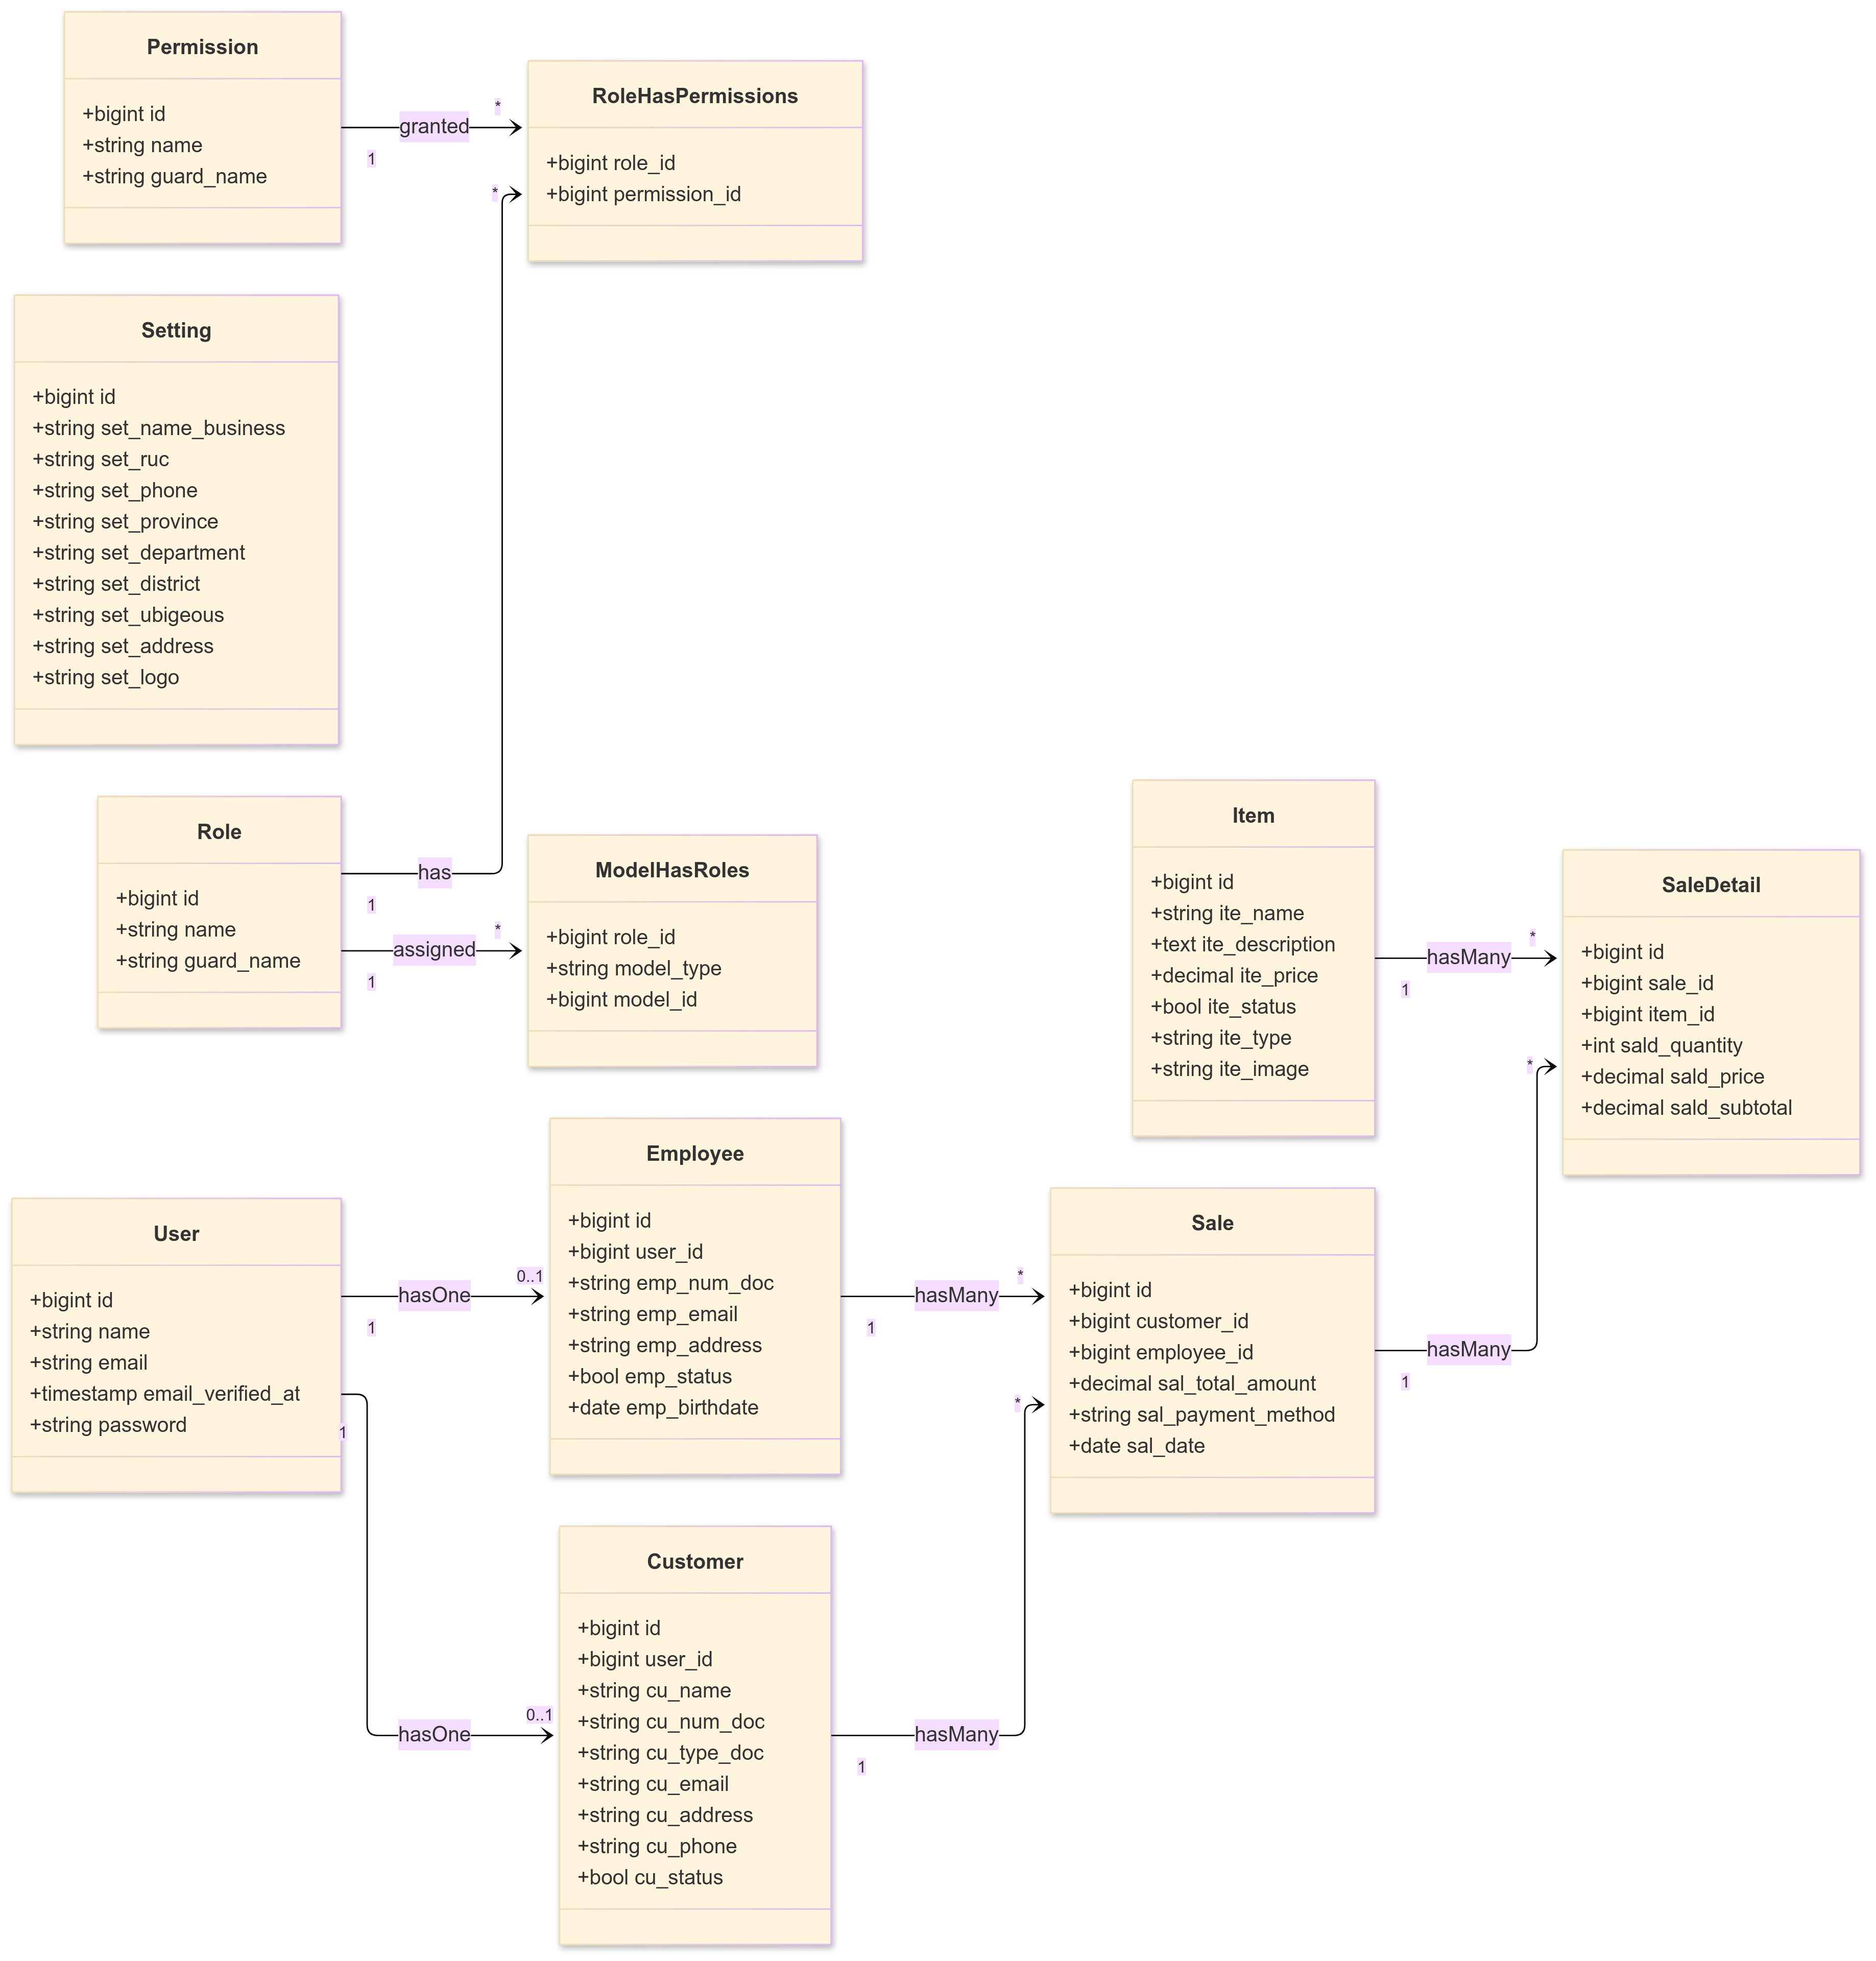 Permission
+bigint id
+string name
+string guard_name
granted
1
*
RoleHasPermissions
+bigint role_id
+bigint permission_id
Setting
+bigint id
+string set_name_business
+string set_ruc
+string set_phone
+string set_province
+string set_department
+string set_district
+string set_ubigeous
+string set_address
+string set_logo
Role
+bigint id
+string name
+string guard_name
has
1
*
assigned
1
*
ModelHasRoles
+bigint role_id
+string model_type
+bigint model_id
Item
+bigint id
+string ite_name
+text ite_description
+decimal ite_price
+bool ite_status
+string ite_type
+string ite_image
hasMany
1
*
SaleDetail
+bigint id
+bigint sale_id
+bigint item_id
+int sald_quantity
+decimal sald_price
+decimal sald_subtotal
User
+bigint id
+string name
+string email
+timestamp email_verified_at
+string password
hasOne
1
0..1
Employee
+bigint id
+bigint user_id
+string emp_num_doc
+string emp_email
+string emp_address
+bool emp_status
+date emp_birthdate
hasMany
1
*
Sale
+bigint id
+bigint customer_id
+bigint employee_id
+decimal sal_total_amount
+string sal_payment_method
+date sal_date
hasMany
1
*
1
hasOne
0..1
Customer
+bigint id
+bigint user_id
+string cu_name
+string cu_num_doc
+string cu_type_doc
+string cu_email
+string cu_address
+string cu_phone
+bool cu_status
hasMany
1
*